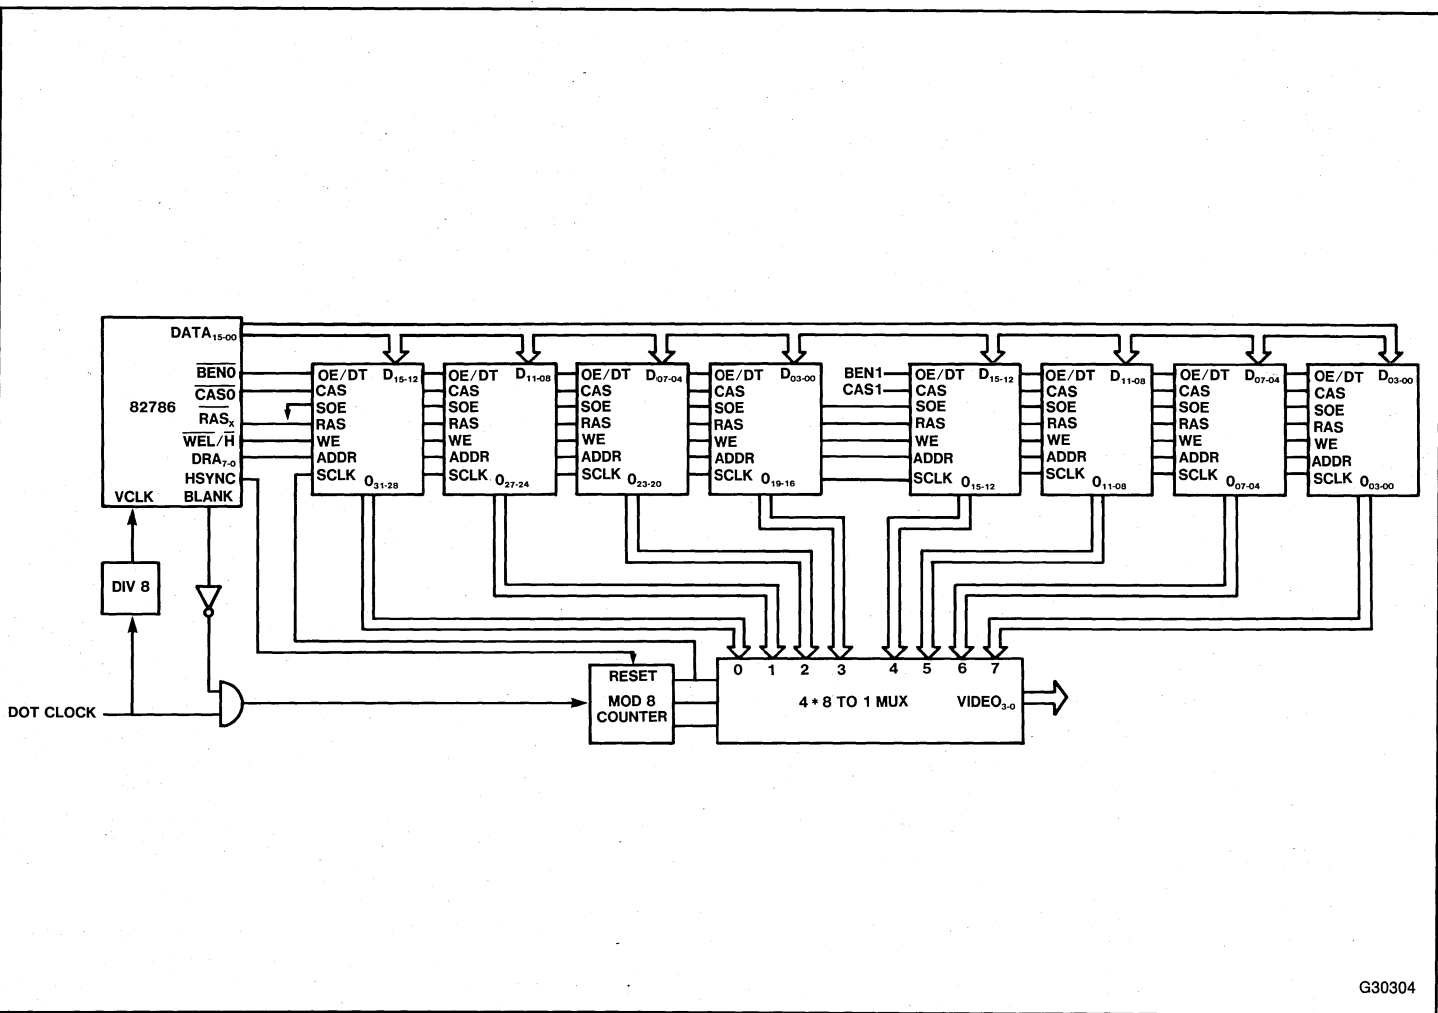 DATA15-00
BEN0
CAS0
82786
RASx
WEL/H
DRA7-0
HSYNC
VCLK BLANK
OE/DT D15-12
CAS
SOE
RAS
WE
ADDR
SCLK O31-28
OE/DT D11-08
CAS
SOE
RAS
WE
ADDR
SCLK O27-24
OE/DT D07-04
CAS
SOE
RAS
WE
ADDR
SCLK O23-20
OE/DT D03-00
CAS
SOE
RAS
WE
ADDR
SCLK O19-16
BEN1
CAS1
OE/DT D15-12
CAS
SOE
RAS
WE
ADDR
SCLK O15-12
OE/DT D11-08
CAS
SOE
RAS
WE
ADDR
SCLK O11-08
OE/DT D07-04
CAS
SOE
RAS
WE
ADDR
SCLK O07-04
OE/DT D03-00
CAS
SOE
RAS
WE
ADDR
SCLK O03-00
DIV 8
DOT CLOCK
RESET
MOD 8
COUNTER
0 1 2 3 4 5 6 7
4 * 8 TO 1 MUX VIDEO3-0
G30304